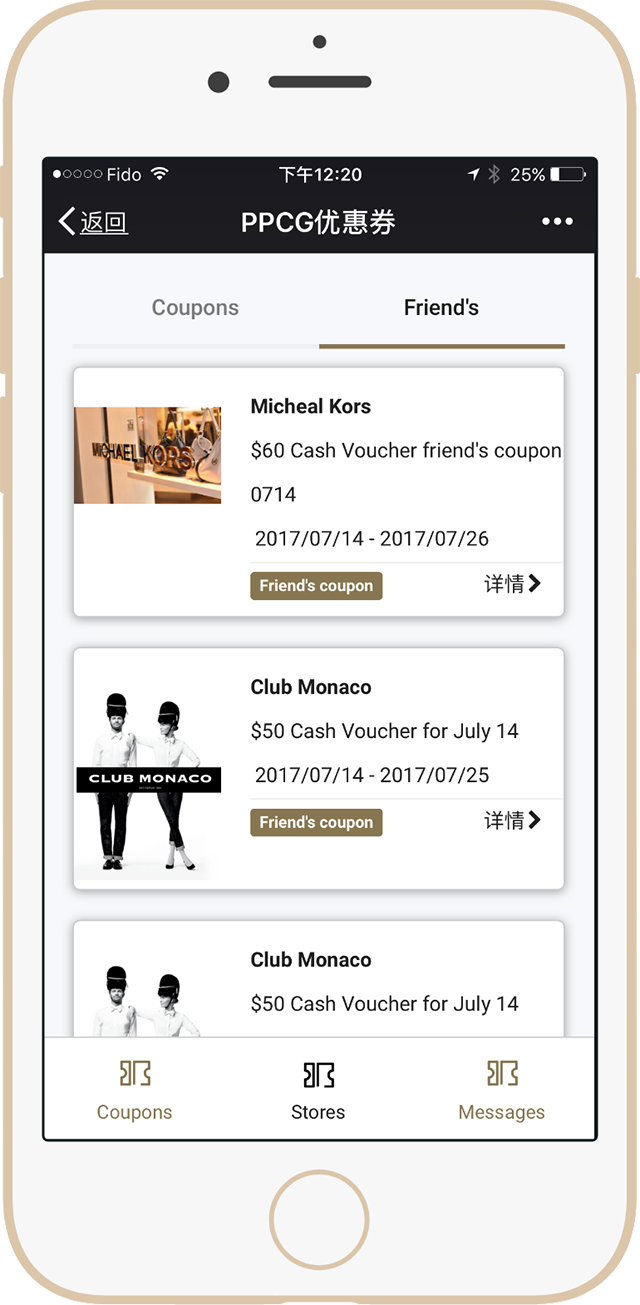 Fido 下午12:20 25%
返回 PPCG优惠券
Coupons Friend's
MICHAEL KORS
Micheal Kors
$60 Cash Voucher friend's coupon
0714
2017/07/14 - 2017/07/26
Friend's coupon 详情
CLUB MONACO
Club Monaco
$50 Cash Voucher for July 14
2017/07/14 - 2017/07/25
Friend's coupon 详情
Club Monaco
$50 Cash Voucher for July 14
Coupons Stores Messages